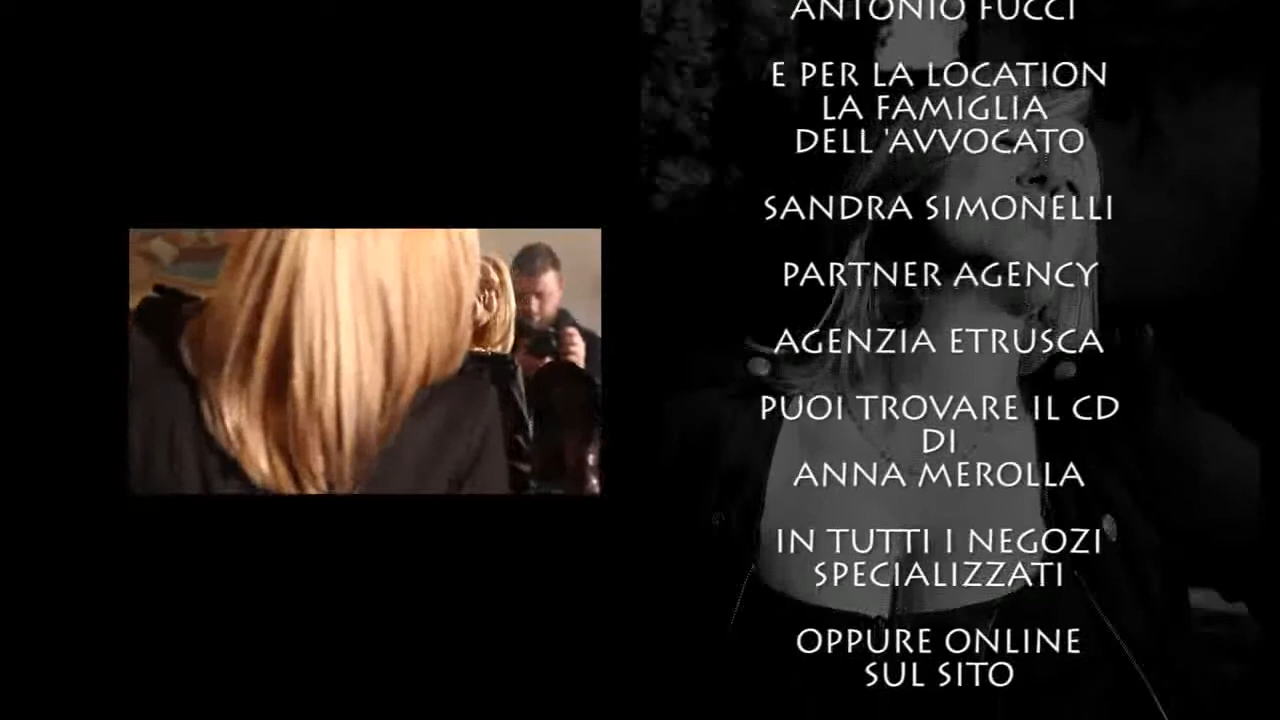 ANTONIO FUCCI
E PER LA LOCATION
LA FAMIGLIA
DELL 'AVVOCATO
SANDRA SIMONELLI
PARTNER AGENCY
AGENZIA ETRUSCA
PUOI TROVARE IL CD
DI
ANNA MEROLLA
IN TUTTI I NEGOZI
SPECIALIZZATI
OPPURE ONLINE
SUL SITO